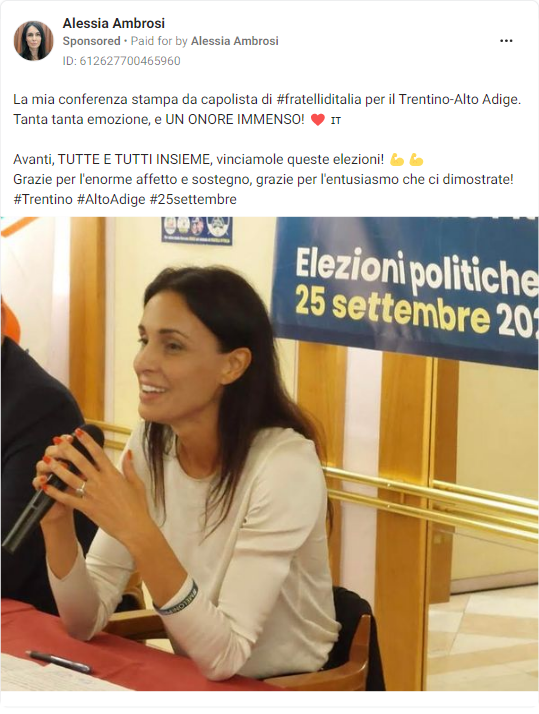 Alessia Ambrosi
Sponsored • Paid for by Alessia Ambrosi
ID: 612627700465960
La mia conferenza stampa da capolista di #fratelliditalia per il Trentino-Alto Adige.
Tanta tanta emozione, e UN ONORE IMMENSO! ❤️ IT
Avanti, TUTTE E TUTTI INSIEME, vinciamole queste elezioni! 💪 💪
Grazie per l'enorme affetto e sostegno, grazie per l'entusiasmo che ci dimostrate!
#Trentino #AltoAdige #25settembre
Elezioni politiche
25 settembre 202